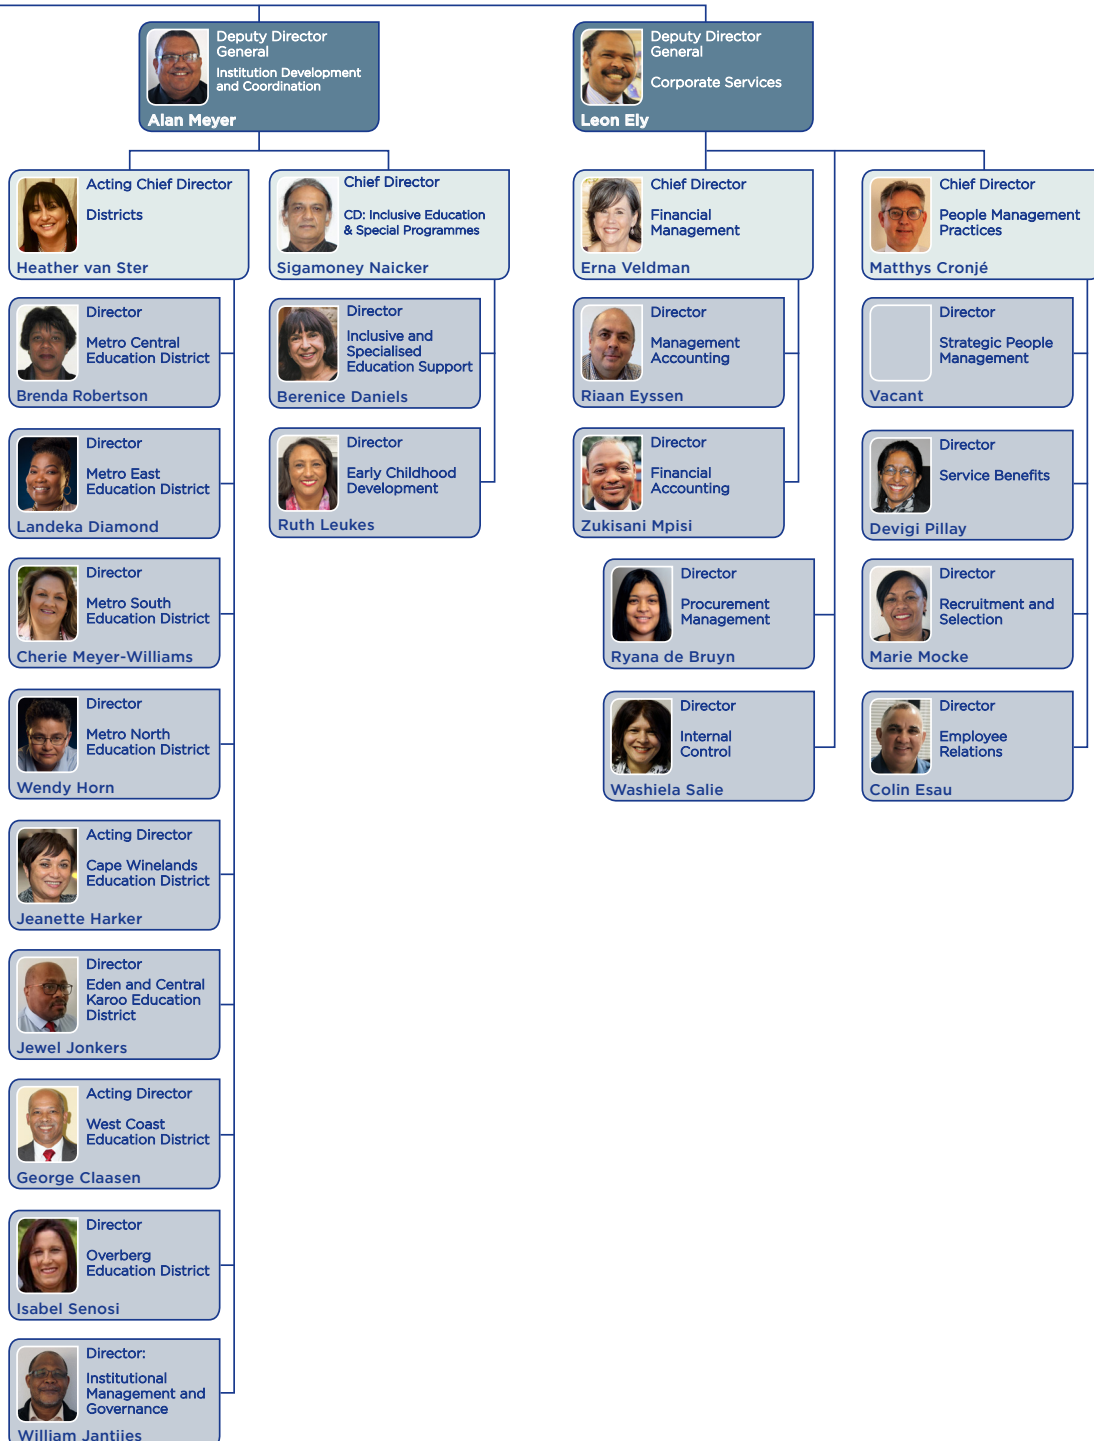 Deputy Director
General
Institution Development
and Coordination
Alan Meyer
Deputy Director
General
Corporate Services
Leon Ely
Acting Chief Director
Districts
Heather van Ster
Chief Director
CD: Inclusive Education
& Special Programmes
Sigamoney Naicker
Chief Director
Financial
Management
Erna Veldman
Chief Director
People Management
Practices
Matthys Cronjé
Director
Metro Central
Education District
Brenda Robertson
Director
Inclusive and
Specialised
Education Support
Berenice Daniels
Director
Management
Accounting
Riaan Eyssen
Director
Strategic People
Management
Vacant
Director
Metro East
Education District
Landeka Diamond
Director
Early Childhood
Development
Ruth Leukes
Director
Financial
Accounting
Zukisani Mpisi
Director
Service Benefits
Devigi Pillay
Director
Metro South
Education District
Cherie Meyer-Williams
Director
Procurement
Management
Ryana de Bruyn
Director
Recruitment and
Selection
Marie Mocke
Director
Metro North
Education District
Wendy Horn
Director
Internal
Control
Washiela Salie
Director
Employee
Relations
Colin Esau
Acting Director
Cape Winelands
Education District
Jeanette Harker
Director
Eden and Central
Karoo Education
District
Jewel Jonkers
Acting Director
West Coast
Education District
George Claasen
Director
Overberg
Education District
Isabel Senosi
Director:
Institutional
Management and
Governance
William Jantjies